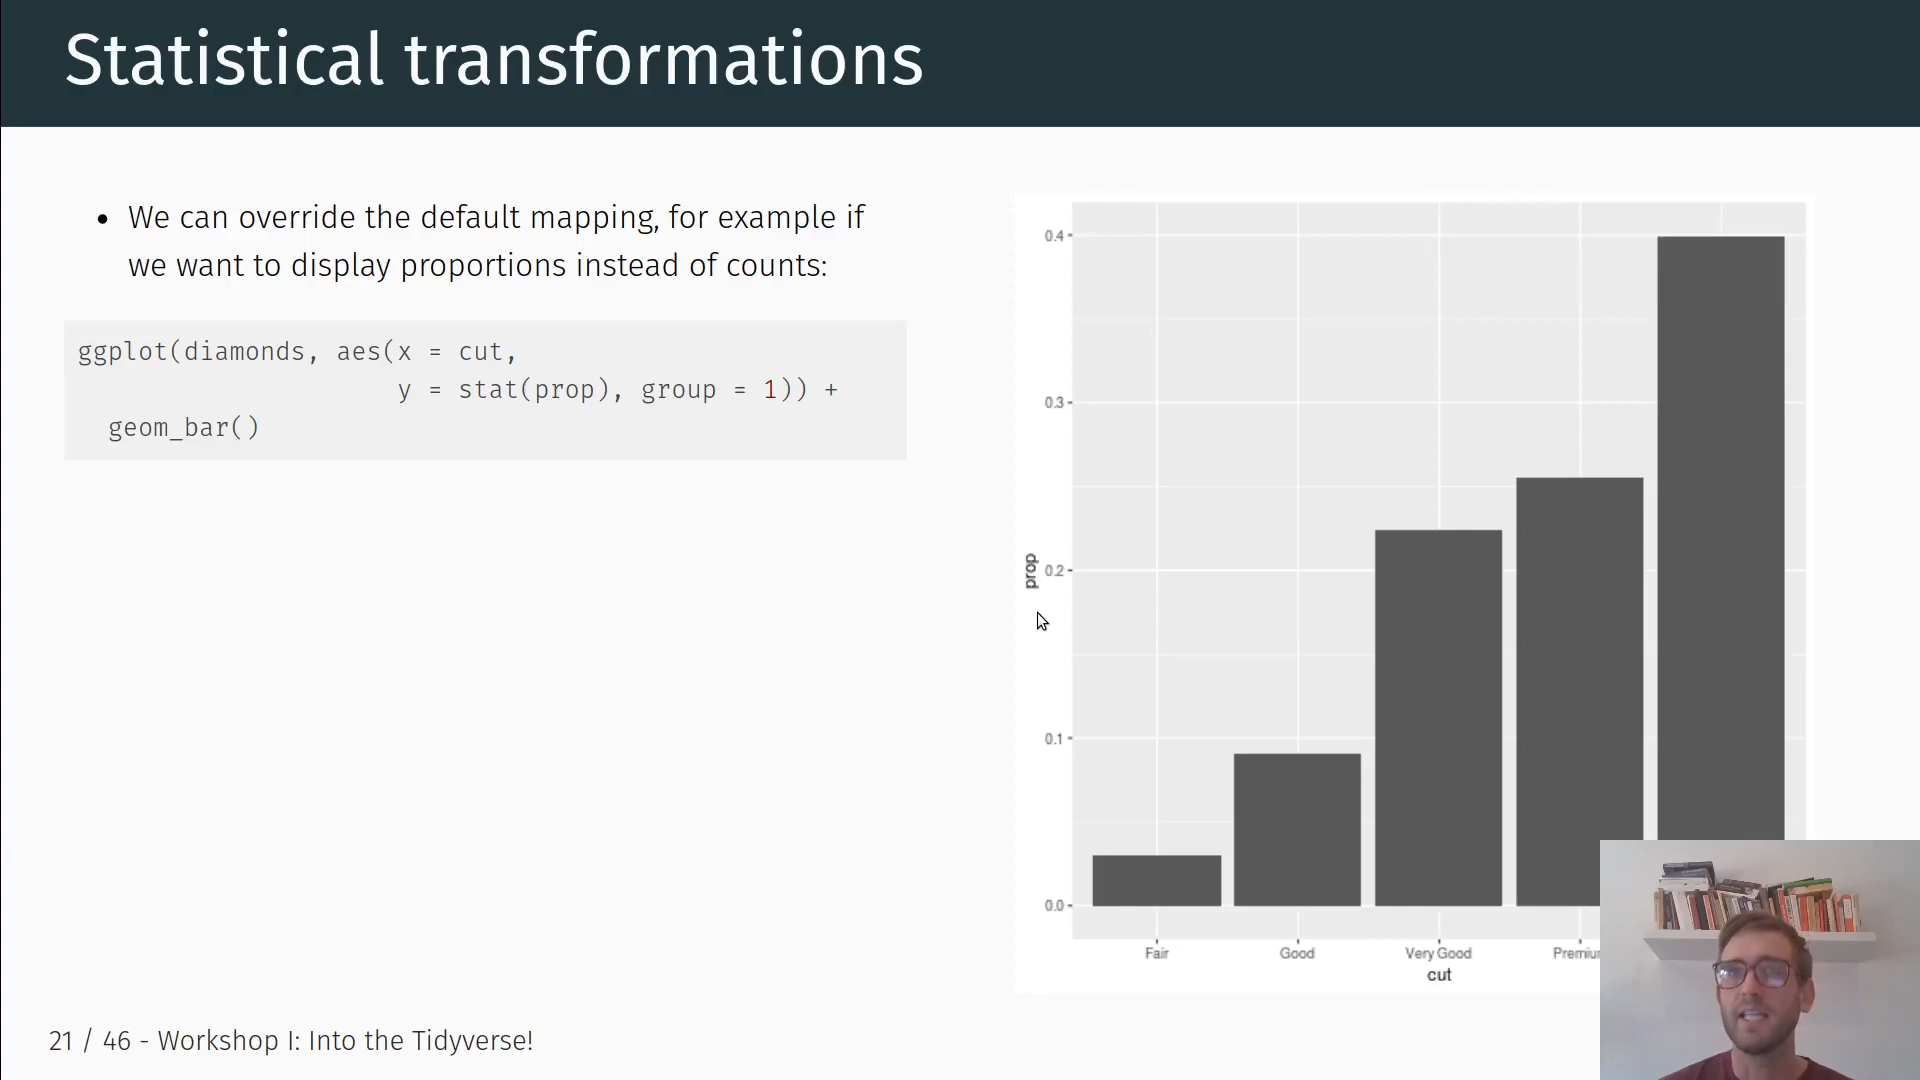 Statistical transformations
• We can override the default mapping, for example if
we want to display proportions instead of counts:
ggplot(diamonds, aes(x = cut,
y = stat(prop), group = 1)) +
geom_bar()
0.4
0.3
0.2
0.1
0.0
prop
Fair Good Very Good Premiu
cut
21 / 46 - Workshop I: Into the Tidyverse!